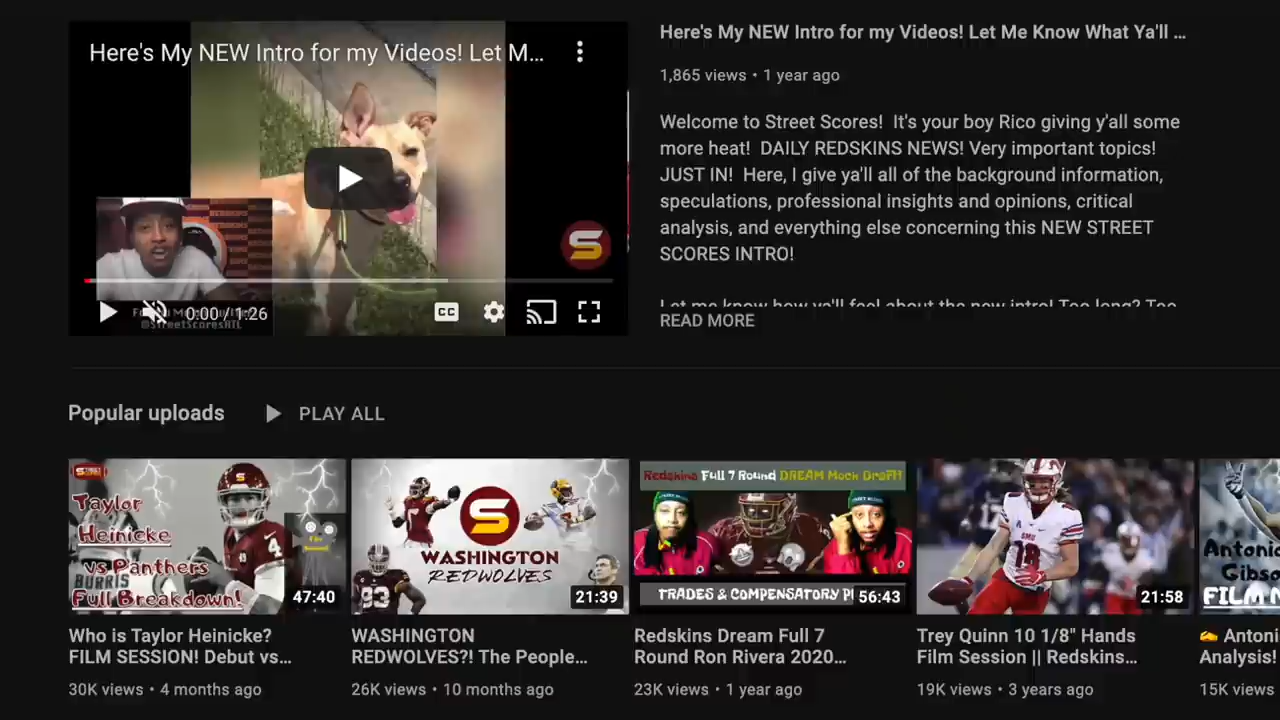 Here's My NEW Intro for my Videos! Let M...
@StreetScoresATL
0:00 / 1:26
CC
S
Here's My NEW Intro for my Videos! Let Me Know What Ya'll ...
1,865 views • 1 year ago
Welcome to Street Scores! It's your boy Rico giving y'all some
more heat! DAILY REDSKINS NEWS! Very important topics!
JUST IN! Here, I give ya'll all of the background information,
speculations, professional insights and opinions, critical
analysis, and everything else concerning this NEW STREET
SCORES INTRO!
Let me know how ya'll feel about the new intro! Too long? Too
READ MORE
Popular uploads
PLAY ALL
Taylor
Heinicke
vs Panthers
Full Breakdown!
BURRIS
4
47:40
S
WASHINGTON
REDWOLVES
93
21:39
Redskins Full 7 Round DREAM Mock Draft!
TRADES & COMPENSATORY
56:43
SMU
18
17
21:58
Antonio
Gibso
FILM
Who is Taylor Heinicke?
FILM SESSION! Debut vs...
30K views • 4 months ago
WASHINGTON
REDWOLVES?! The People...
26K views • 10 months ago
Redskins Dream Full 7
Round Ron Rivera 2020...
23K views • 1 year ago
Trey Quinn 10 1/8" Hands
Film Session || Redskins...
19K views • 3 years ago
Antoni
Analysis!
15K views